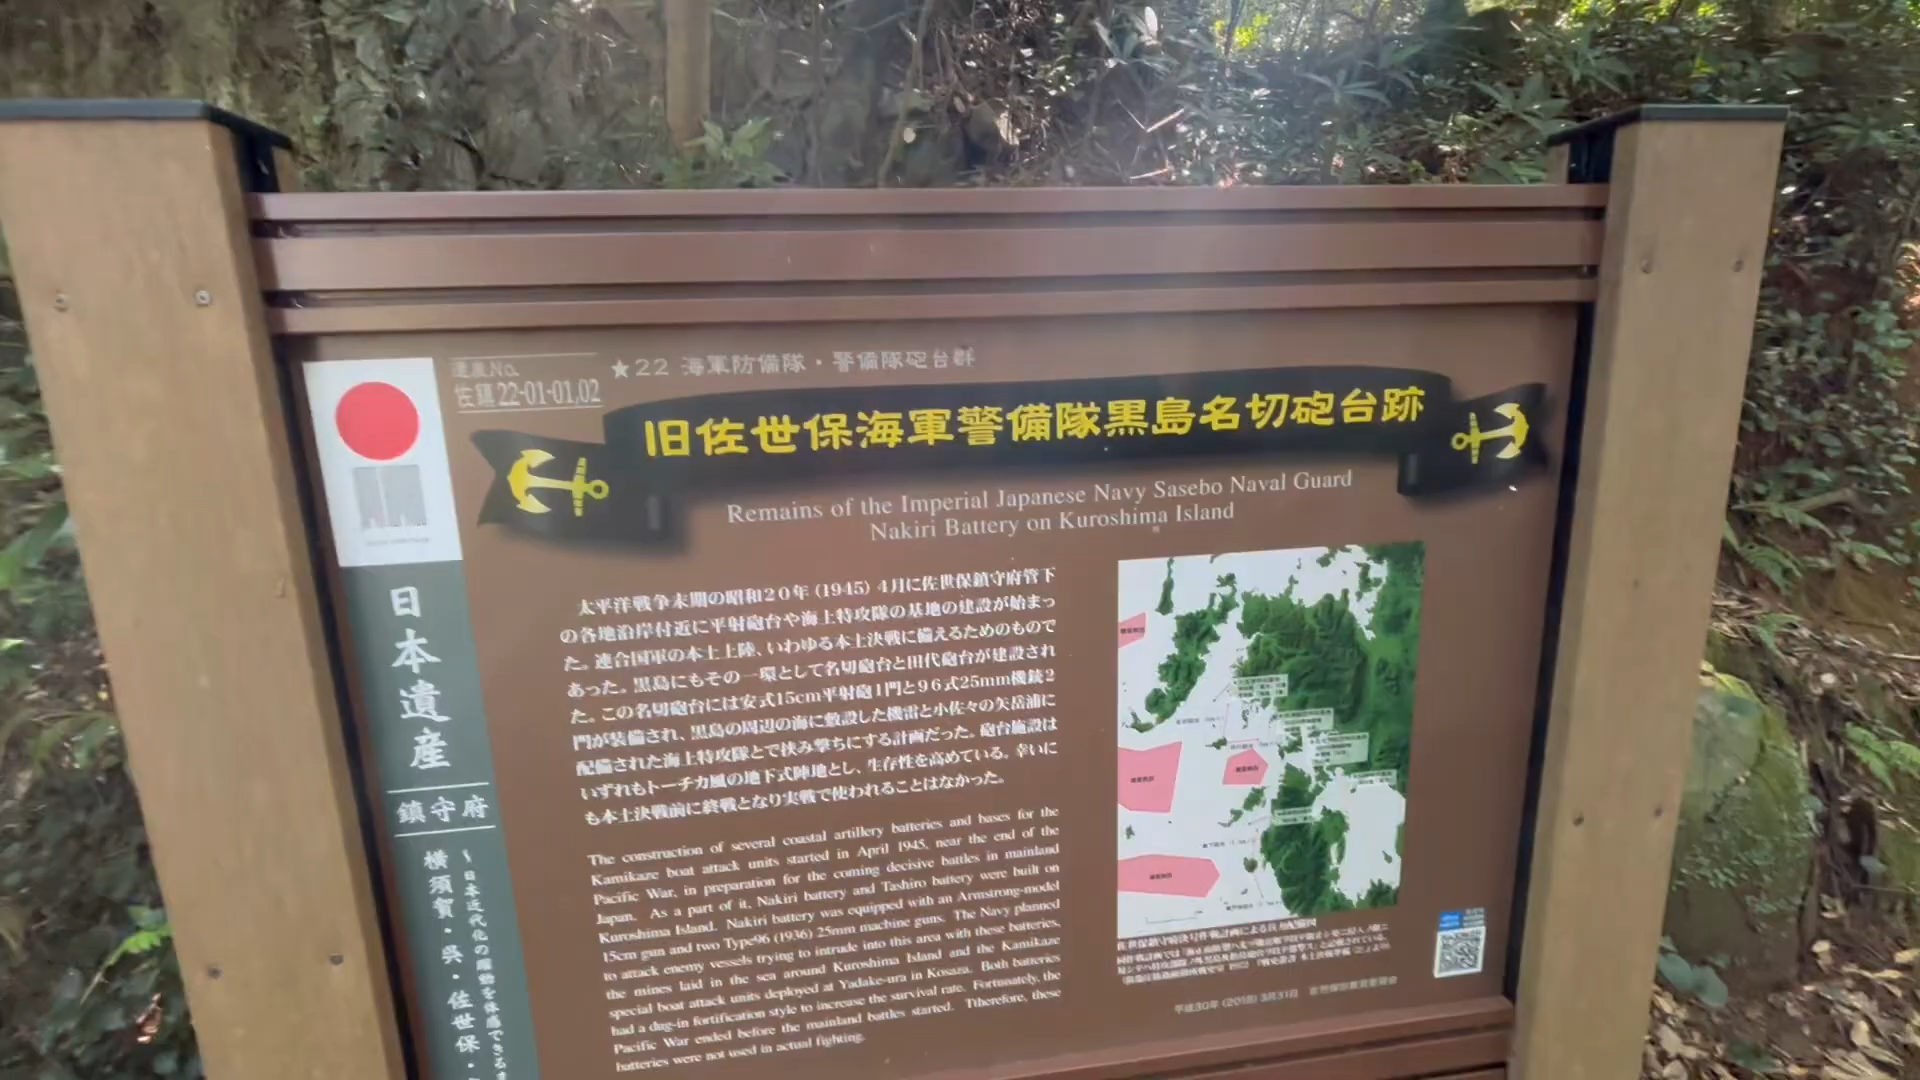 遺産No.
佐鎮 22-01-01,02
★22 海軍防備隊・警備隊砲台群
旧佐世保海軍警備隊黒島名切砲台跡
Remains of the Imperial Japanese Navy Sasebo Naval Guard
Nakiri Battery on Kuroshima Island
日本遺産
鎮守府
横須賀・呉・佐世保・
～日本近代化の躍動を体感できるま
太平洋戦争末期の昭和20年(1945) 4月に佐世保鎮守府管下
の各地沿岸付近に平射砲台や海上特攻隊の基地の建設が始まっ
た。連合国軍の本土上陸、いわゆる本土決戦に備えるためのもので
あった。黒島にもその一環として名切砲台と田代砲台が建設され
た。この名切砲台には安式15cm平射砲1門と96式25mm機銃2
門が装備され、黒島の周辺の海に敷設した機雷と小佐々の矢岳浦に
配備された海上特攻隊とで挟み撃ちにする計画だった。砲台施設は
いずれもトーチカ風の地下式陣地とし、生存性を高めている。幸いに
も本土決戦前に終戦となり実戦で使われることはなかった。
The construction of several coastal artillery batteries and bases for the
Kamikaze boat attack units started in April 1945, near the end of the
Pacific War, in preparation for the coming decisive battles in mainland
Japan. As a part of it, Nakiri battery and Tashiro battery were built on
Kuroshima Island. Nakiri battery was equipped with an Armstrong-model
15cm gun and two Type96 (1936) 25mm machine guns. The Navy planned
to attack enemy vessels trying to intrude into this area with these batteries,
the mines laid in the sea around Kuroshima Island and the Kamikaze
special boat attack units deployed at Yadake-ura in Kosaza. Both batteries
had a dug-in fortification style to increase the survival rate. Fortunately, the
Pacific War ended before the mainland battles started. Ttherefore, these
batteries were not used in actual fighting.
平成30年(2018) 3月31日 佐世保市教育委員会